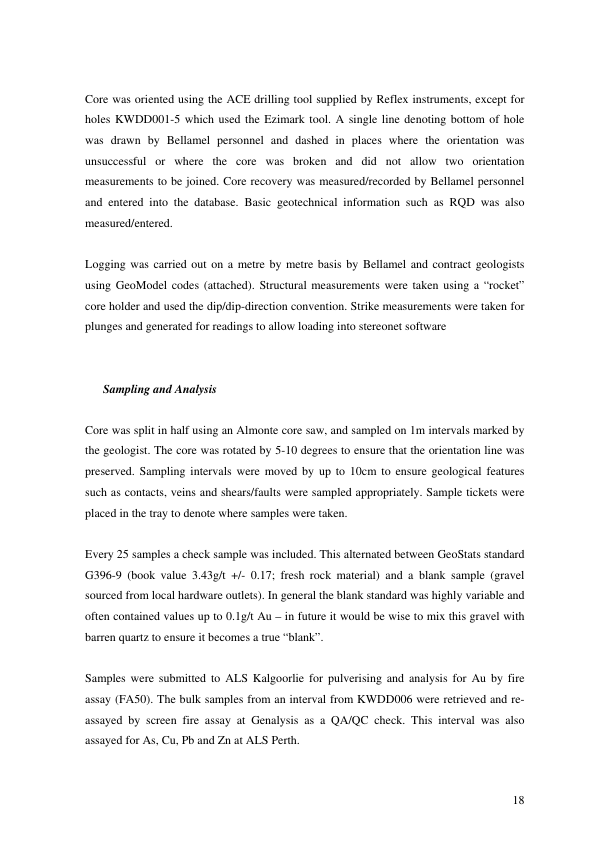 Core was oriented using the ACE drilling tool supplied by Reflex instruments, except for
holes KWDD001-5 which used the Ezimark tool. A single line denoting bottom of hole
was drawn by Bellamel personnel and dashed in places where the orientation was
unsuccessful or where the core was broken and did not allow two orientation
measurements to be joined. Core recovery was measured/recorded by Bellamel personnel
and entered into the database. Basic geotechnical information such as RQD was also
measured/entered.
Logging was carried out on a metre by metre basis by Bellamel and contract geologists
using GeoModel codes (attached). Structural measurements were taken using a “rocket”
core holder and used the dip/dip-direction convention. Strike measurements were taken for
plunges and generated for readings to allow loading into stereonet software
Sampling and Analysis
Core was split in half using an Almonte core saw, and sampled on 1m intervals marked by
the geologist. The core was rotated by 5-10 degrees to ensure that the orientation line was
preserved. Sampling intervals were moved by up to 10cm to ensure geological features
such as contacts, veins and shears/faults were sampled appropriately. Sample tickets were
placed in the tray to denote where samples were taken.
Every 25 samples a check sample was included. This alternated between GeoStats standard
G396-9 (book value 3.43g/t +/- 0.17; fresh rock material) and a blank sample (gravel
sourced from local hardware outlets). In general the blank standard was highly variable and
often contained values up to 0.1g/t Au – in future it would be wise to mix this gravel with
barren quartz to ensure it becomes a true “blank”.
Samples were submitted to ALS Kalgoorlie for pulverising and analysis for Au by fire
assay (FA50). The bulk samples from an interval from KWDD006 were retrieved and re-
assayed by screen fire assay at Genalysis as a QA/QC check. This interval was also
assayed for As, Cu, Pb and Zn at ALS Perth.
18